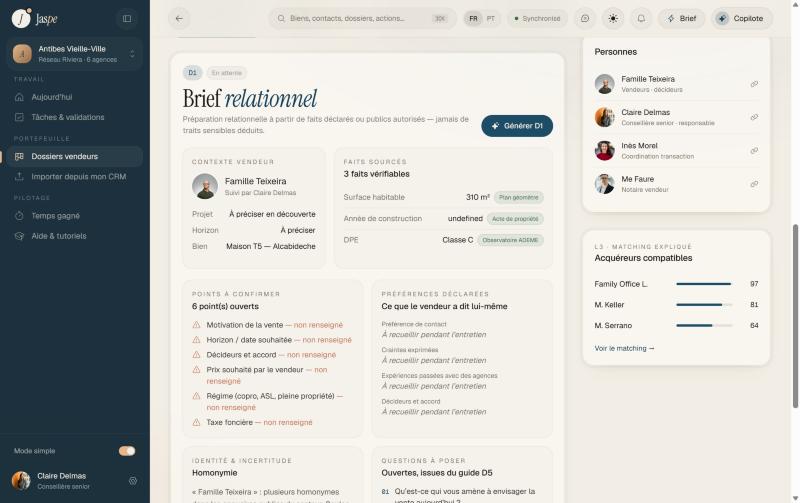 Jaspe
Biens, contacts, dossiers, actions...
⌘K
FR PT
Synchronisé
Brief
Copilote
Antibes Vieille-Ville
Réseau Riviera · 6 agences
TRAVAIL
Aujourd'hui
Tâches & validations
PORTEFEUILLE
Dossiers vendeurs
Importer depuis mon CRM
PILOTAGE
Temps gagné
Aide & tutoriels
Mode simple
Claire Delmas
Conseillère senior
D1 En attente
Brief relationnel
Préparation relationnelle à partir de faits déclarés ou publics autorisés — jamais de
traits sensibles déduits.
Générer D1
CONTEXTE VENDEUR
Famille Teixeira
Suivi par Claire Delmas
Projet À préciser en découverte
Horizon À préciser
Bien Maison T5 — Alcabideche
FAITS SOURCÉS
3 faits vérifiables
Surface habitable 310 m² Plan géomètre
Année de construction undefined Acte de propriété
DPE Classe C Observatoire ADEME
POINTS À CONFIRMER
6 point(s) ouverts
Motivation de la vente — non renseigné
Horizon / date souhaitée — non renseigné
Décideurs et accord — non renseigné
Prix souhaité par le vendeur — non
renseigné
Régime (copro, ASL, pleine propriété) —
non renseigné
Taxe foncière — non renseigné
PRÉFÉRENCES DÉCLARÉES
Ce que le vendeur a dit lui-même
Préférence de contact
À recueillir pendant l'entretien
Craintes exprimées
À recueillir pendant l'entretien
Expériences passées avec des agences
À recueillir pendant l'entretien
Décideurs et accord
À recueillir pendant l'entretien
IDENTITÉ & INCERTITUDE
Homonymie
« Famille Teixeira » : plusieurs homonymes
QUESTIONS À POSER
Ouvertes, issues du guide D5
01 Qu'est-ce qui vous amène à envisager la
vente aujourd'hui ?
Personnes
Famille Teixeira
Vendeurs · décideurs
Claire Delmas
Conseillère senior · responsable
Inès Morel
Coordination transaction
Me Faure
Notaire vendeur
L3 · MATCHING EXPLIQUÉ
Acquéreurs compatibles
Family Office L. 97
M. Keller 81
M. Serrano 64
Voir le matching →